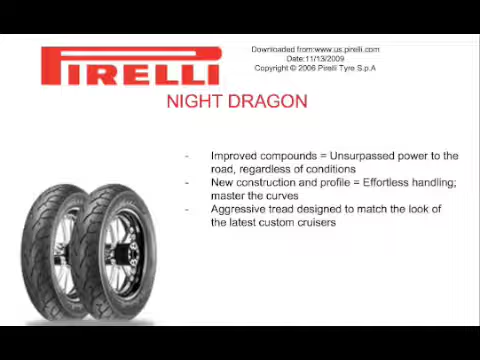 PIRELLI
Downloaded from:www.us.pirelli.com
Date:11/13/2009
Copyright © 2006 Pirelli Tyre S.p.A
NIGHT DRAGON
- Improved compounds = Unsurpassed power to the
road, regardless of conditions
- New construction and profile = Effortless handling;
master the curves
- Aggressive tread designed to match the look of
the latest custom cruisers